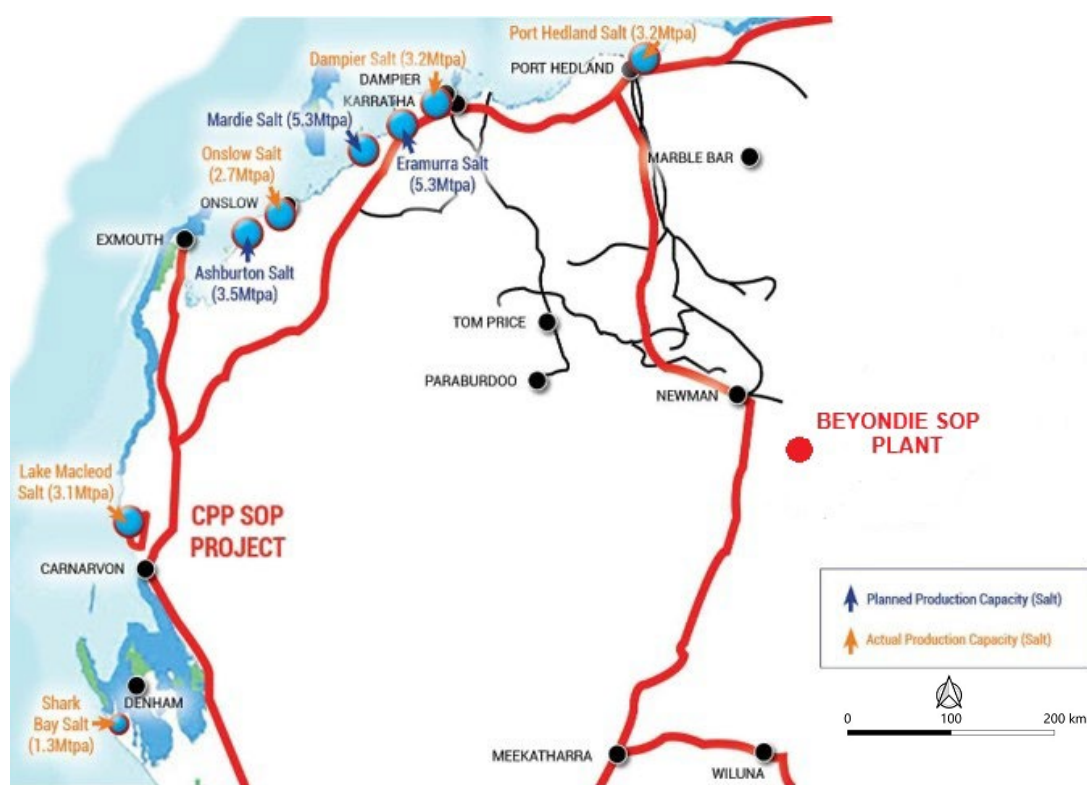 Port Hedland Salt (3.2Mtpa)
Dampier Salt (3.2Mtpa)
PORT HEDLAND
DAMPIER
KARRATHA
Mardie Salt (5.3Mtpa)
Onslow Salt
(2.7Mtpa)
Eramurra Salt
(5.3Mtpa)
MARBLE BAR
ONSLOW
EXMOUTH
Ashburton Salt
(3.5Mtpa)
TOM PRICE
PARABURDOO
NEWMAN
BEYONDIE SOP
PLANT
Lake Macleod
Salt (3.1Mtpa)
CPP SOP
PROJECT
CARNARVON
Planned Production Capacity (Salt)
Actual Production Capacity (Salt)
DENHAM
Shark
Bay Salt
(1.3Mtpa)
0 100 200 km
MEEKATHARRA
WILUNA